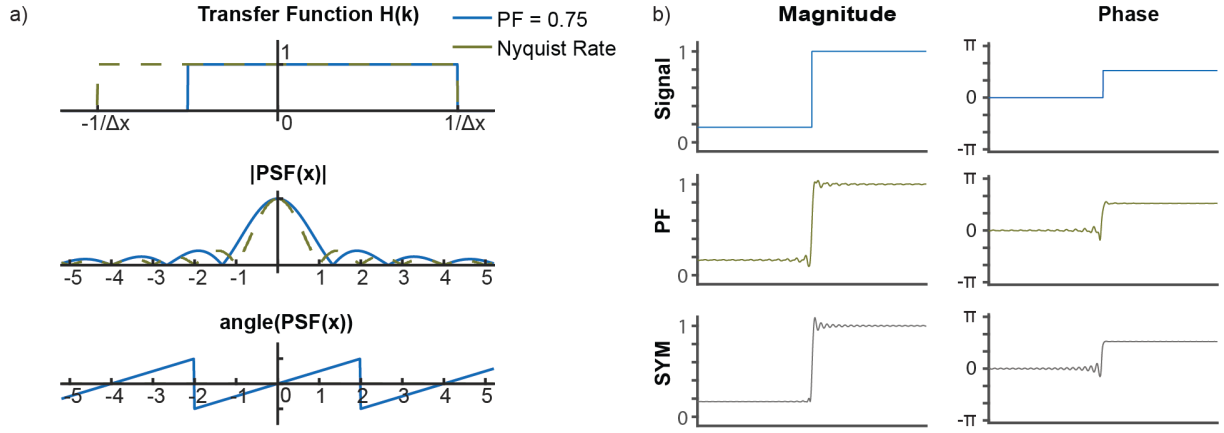 a)
Transfer Function H(k)
PF = 0.75
Nyquist Rate
1
-1/Δx
0
1/Δx
|PSF(x)|
-5 -4 -3 -2 -1 0 1 2 3 4 5
angle(PSF(x))
-5 -4 -3 -2 -1 0 1 2 3 4 5
b)
Magnitude
Phase
Signal
1
0
π
0
-π
PF
1
0
π
0
-π
SYM
1
0
π
0
-π